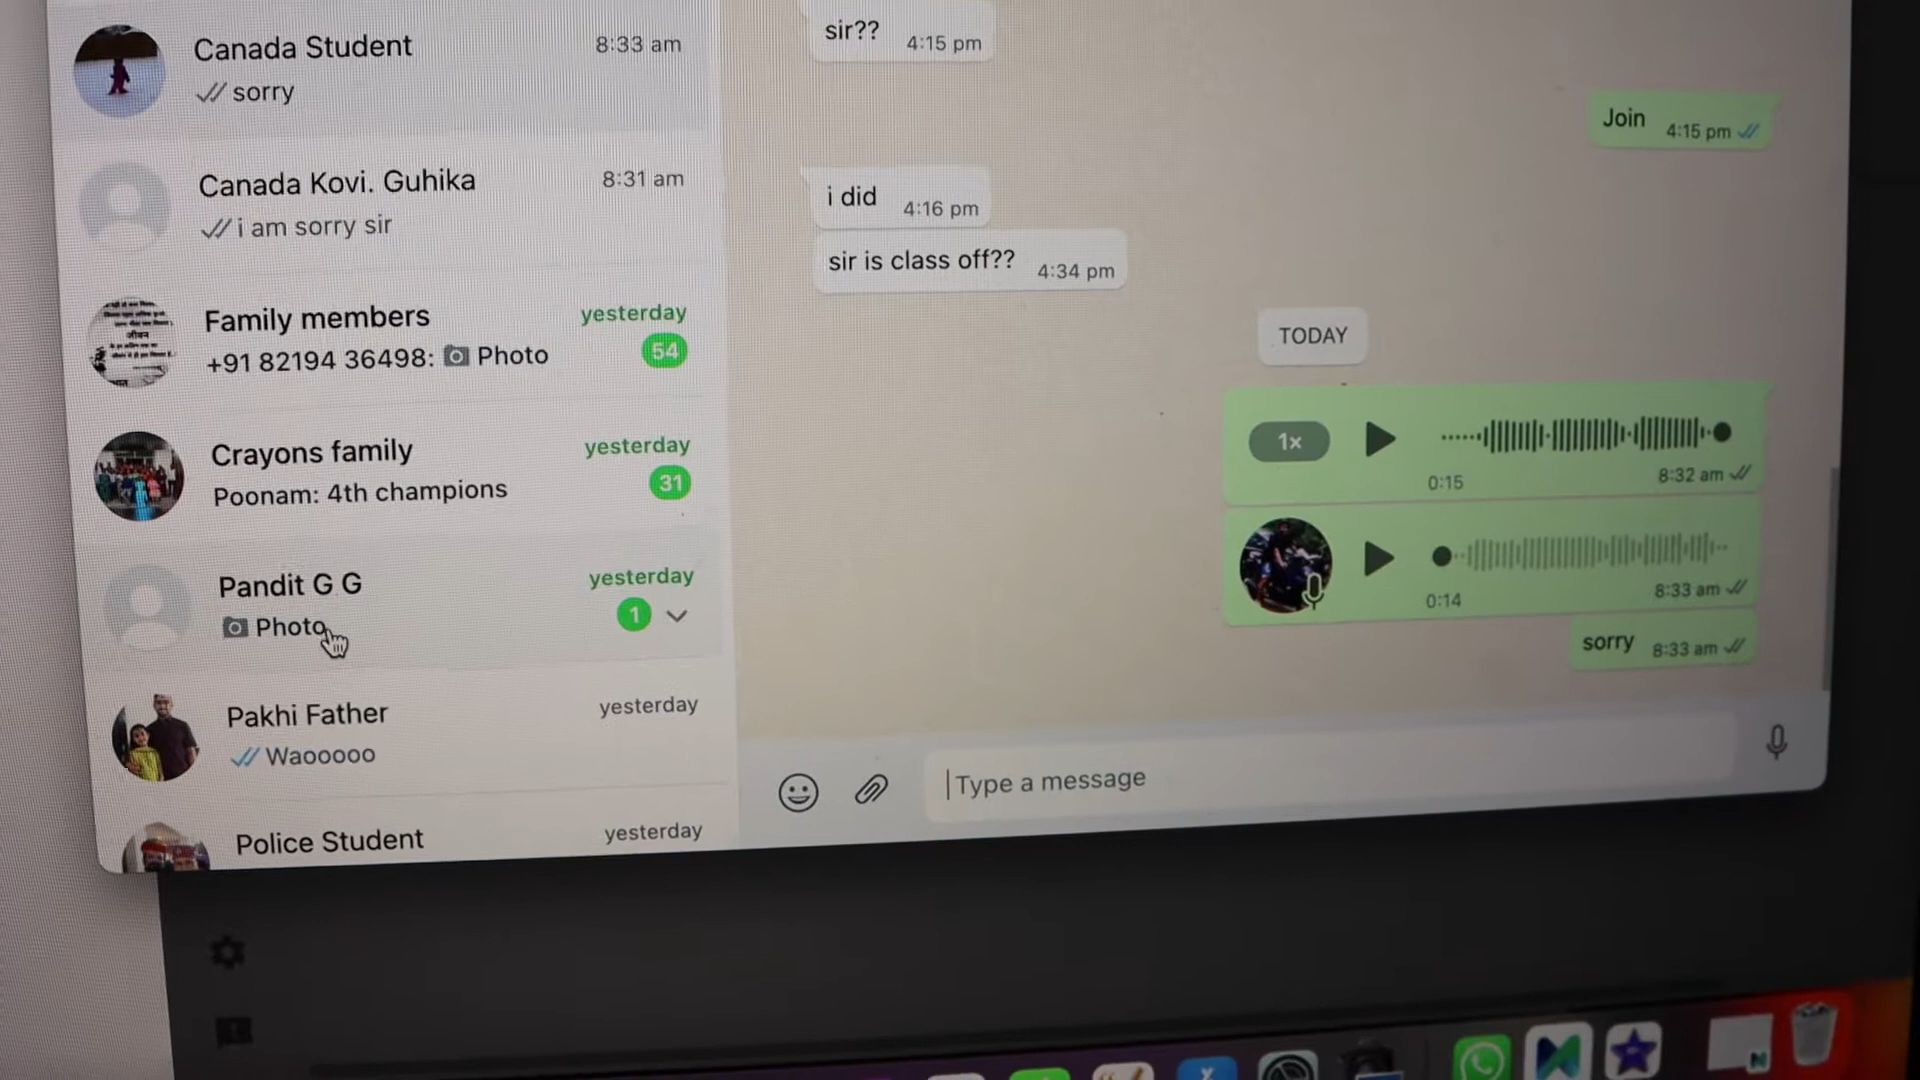 Canada Student 8:33 am
sorry
Canada Kovi. Guhika 8:31 am
i am sorry sir
Family members yesterday
+91 82194 36498: Photo 54
जीवन
Crayons family yesterday
Poonam: 4th champions 31
Pandit G G yesterday
Photo 1
Pakhi Father yesterday
Waooooo
Police Student yesterday
sir?? 4:15 pm
Join 4:15 pm
i did 4:16 pm
sir is class off?? 4:34 pm
TODAY
1x
0:15 8:32 am
0:14 8:33 am
sorry 8:33 am
Type a message